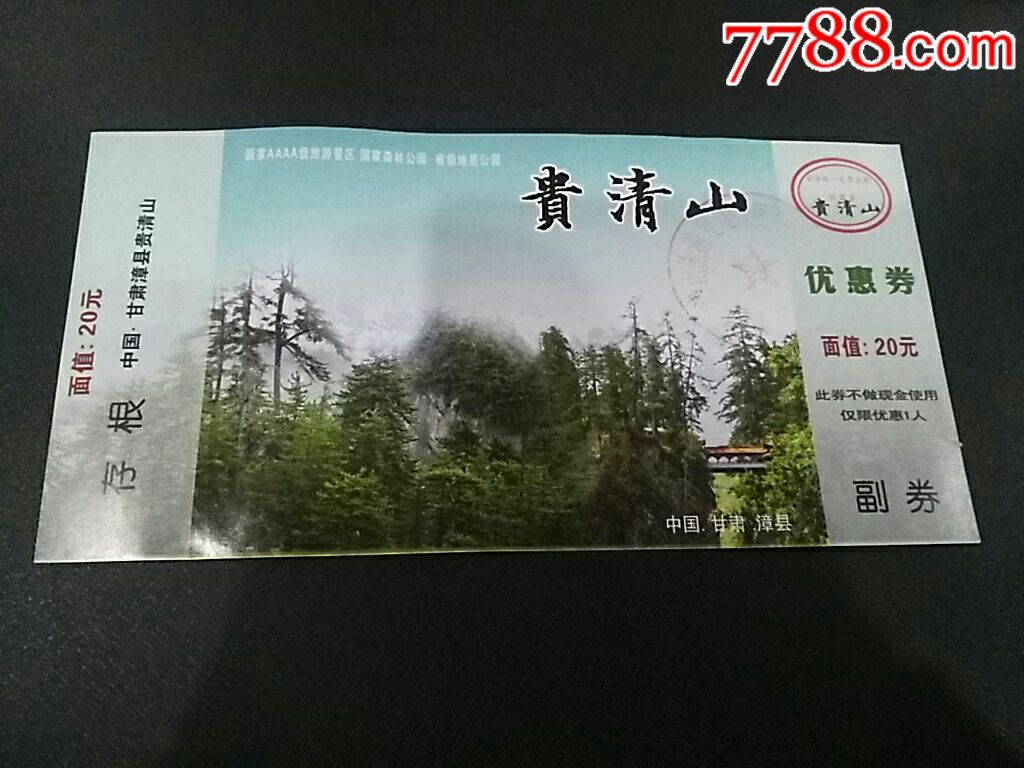 7788.com
国家AAAA级旅游景区 国家森林公园 省级地质公园
貴清山
面值: 20元
中国·甘肃漳县贵清山
存根
中国.甘肃.漳县
貴清山
优惠券
面值: 20元
此券不做现金使用
仅限优惠1人
副券